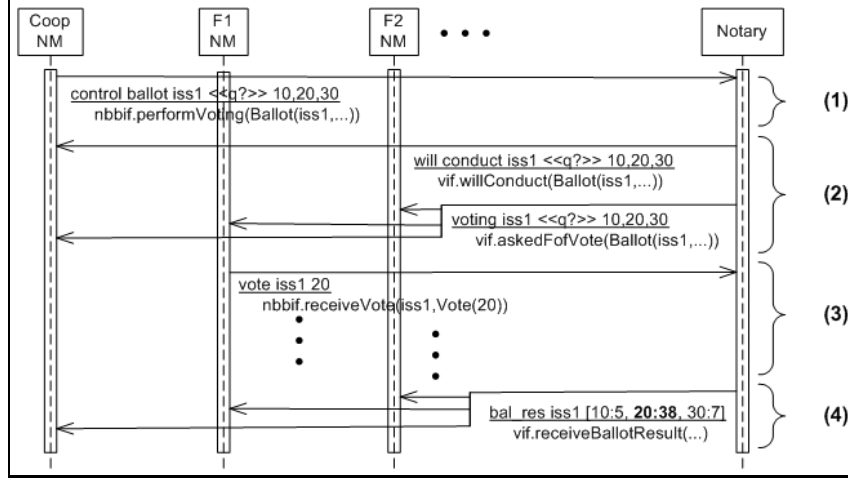 Coop
NM
F1
NM
F2
NM
Notary
control ballot iss1 <<q?>> 10,20,30
nbbif.performVoting(Ballot(iss1,...))
(1)
will conduct iss1 <<q?>> 10,20,30
vif.willConduct(Ballot(iss1,...))
(2)
voting iss1 <<q?>> 10,20,30
vif.askedFofVote(Ballot(iss1,...))
vote iss1 20
nbbif.receiveVote(iss1,Vote(20))
(3)
bal_res iss1 [10:5, 20:38, 30:7]
vif.receiveBallotResult(...)
(4)